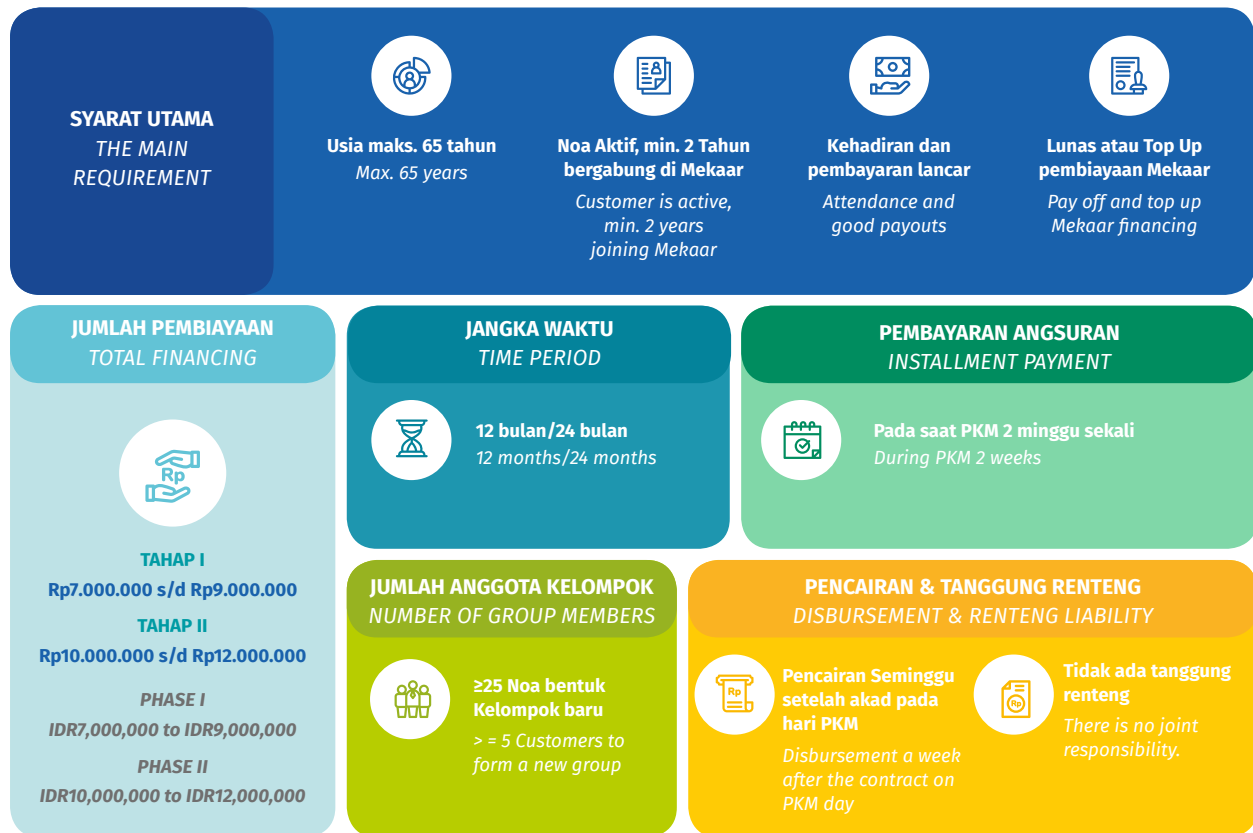 SYARAT UTAMA
THE MAIN
REQUIREMENT
Usia maks. 65 tahun
Max. 65 years
Noa Aktif, min. 2 Tahun
bergabung di Mekaar
Customer is active,
min. 2 years
joining Mekaar
Kehadiran dan
pembayaran lancar
Attendance and
good payouts
Lunas atau Top Up
pembiayaan Mekaar
Pay off and top up
Mekaar financing
JUMLAH PEMBIAYAAN
TOTAL FINANCING
Rp
TAHAP I
Rp7.000.000 s/d Rp9.000.000
TAHAP II
Rp10.000.000 s/d Rp12.000.000
PHASE I
IDR7,000,000 to IDR9,000,000
PHASE II
IDR10,000,000 to IDR12,000,000
JANGKA WAKTU
TIME PERIOD
12 bulan/24 bulan
12 months/24 months
PEMBAYARAN ANGSURAN
INSTALLMENT PAYMENT
Pada saat PKM 2 minggu sekali
During PKM 2 weeks
JUMLAH ANGGOTA KELOMPOK
NUMBER OF GROUP MEMBERS
≥25 Noa bentuk
Kelompok baru
> = 5 Customers to
form a new group
PENCAIRAN & TANGGUNG RENTENG
DISBURSEMENT & RENTENG LIABILITY
Rp
Pencairan Seminggu
setelah akad pada
hari PKM
Disbursement a week
after the contract on
PKM day
Rp
Tidak ada tanggung
renteng
There is no joint
responsibility.